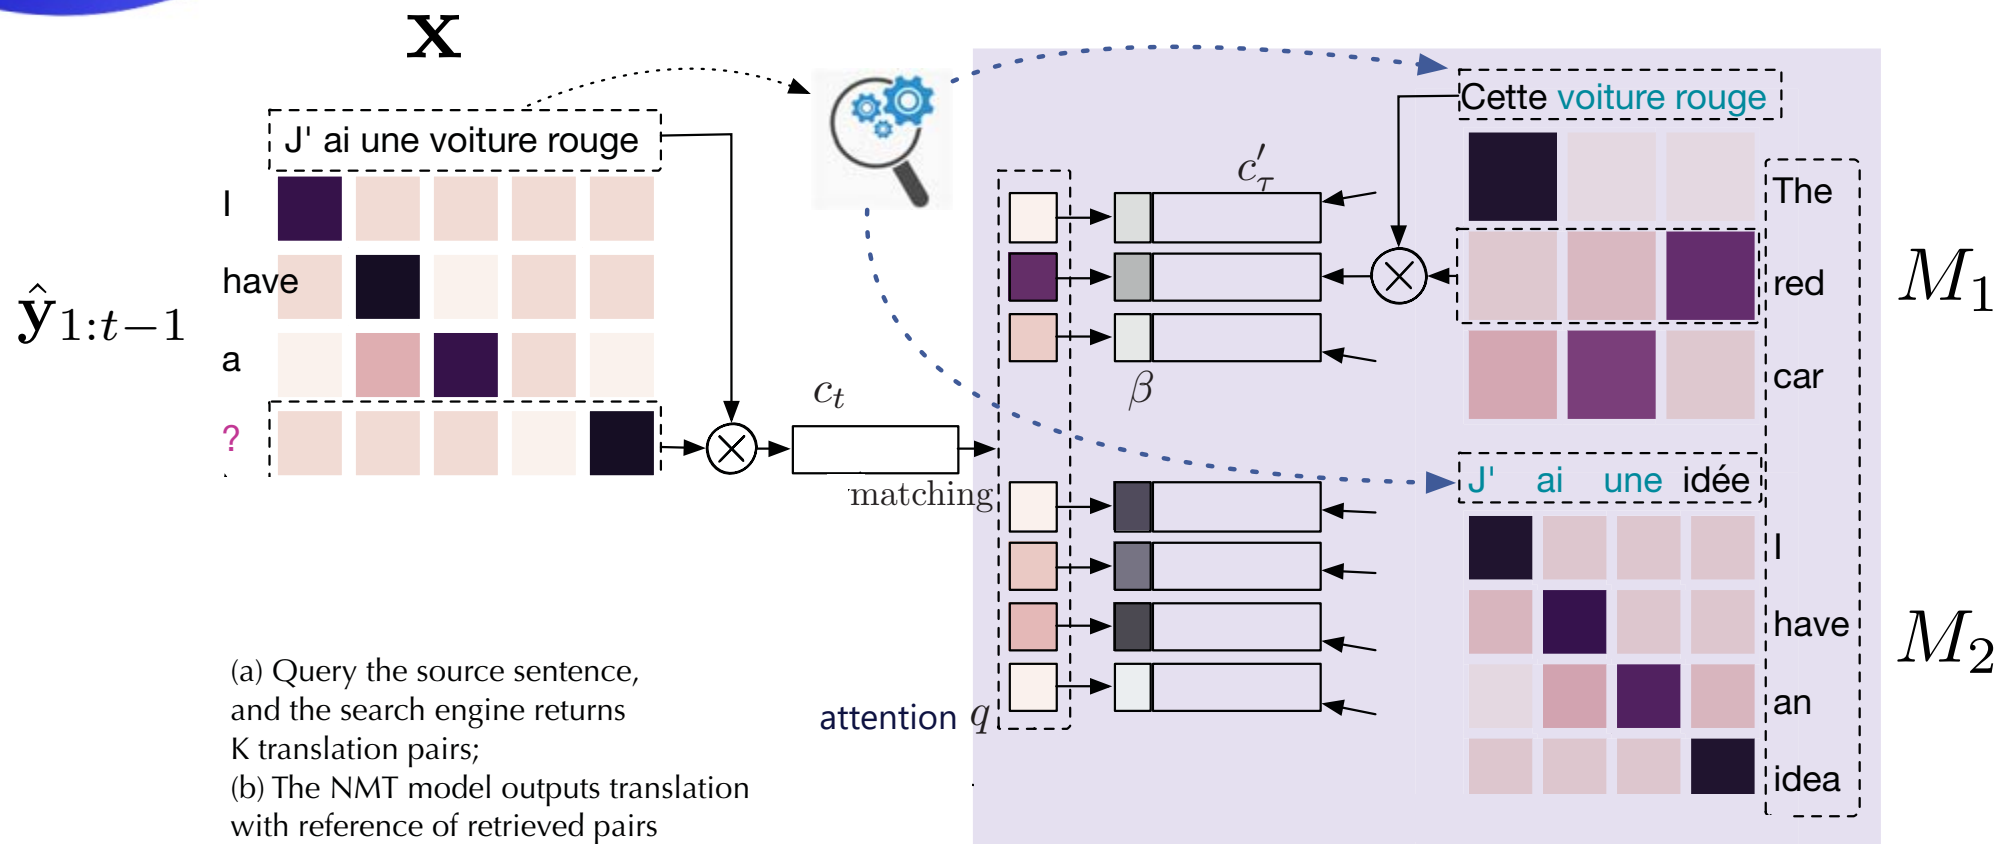 x
J' ai une voiture rouge
I
have
a
?
ŷ1:t−1
ct
matching
attention q
c′τ
β
Cette voiture rouge
The
red
car
M1
J' ai une idée
I
have
an
idea
M2
(a) Query the source sentence,
and the search engine returns
K translation pairs;
(b) The NMT model outputs translation
with reference of retrieved pairs